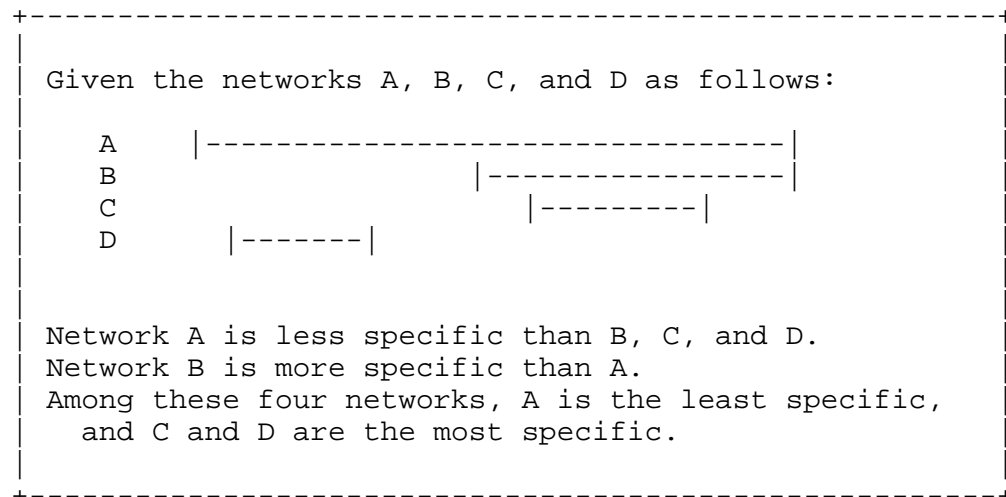 Given the networks A, B, C, and D as follows:
A |---------------------------------|
B |-----------------|
C |---------|
D |-------|
Network A is less specific than B, C, and D.
Network B is more specific than A.
Among these four networks, A is the least specific,
and C and D are the most specific.